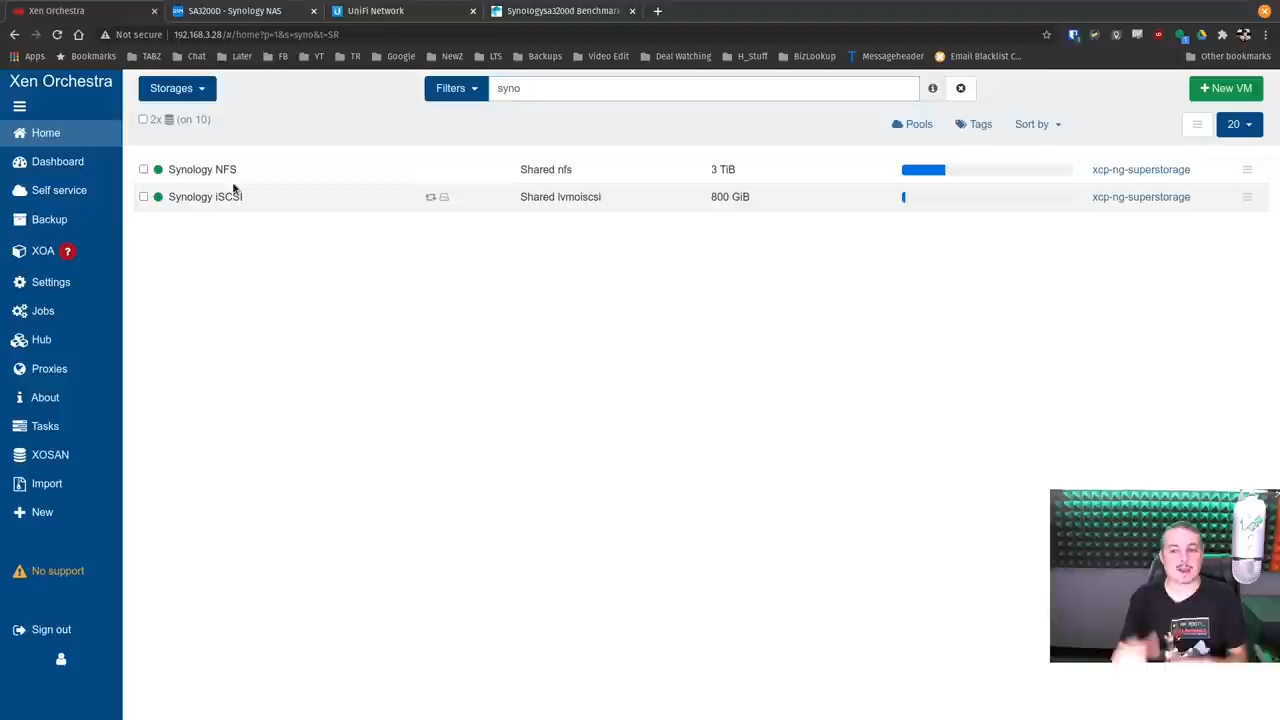 Xen Orchestra
SA3200D - Synology NAS
UniFi Network
Synologysa3200d Benchmark
Not secure
192.168.3.28/#/home?p=1&s=syno&t=SR
Apps
Bookmarks
TABZ
Chat
Later
FB
YT
TR
Google
NewZ
LTS
Backups
Video Edit
Deal Watching
H_Stuff
BizLookup
Messageheader
Email Blacklist C...
Other bookmarks
Xen Orchestra
Home
Dashboard
Self service
Backup
XOA ?
Settings
Jobs
Hub
Proxies
About
Tasks
XOSAN
Import
New
No support
Sign out
Storages
Filters
syno
+ New VM
2x (on 10)
Pools
Tags
Sort by
20
Synology NFS
Shared nfs
3 TiB
xcp-ng-superstorage
Synology iSCSI
Shared lvmoiscsi
800 GiB
xcp-ng-superstorage